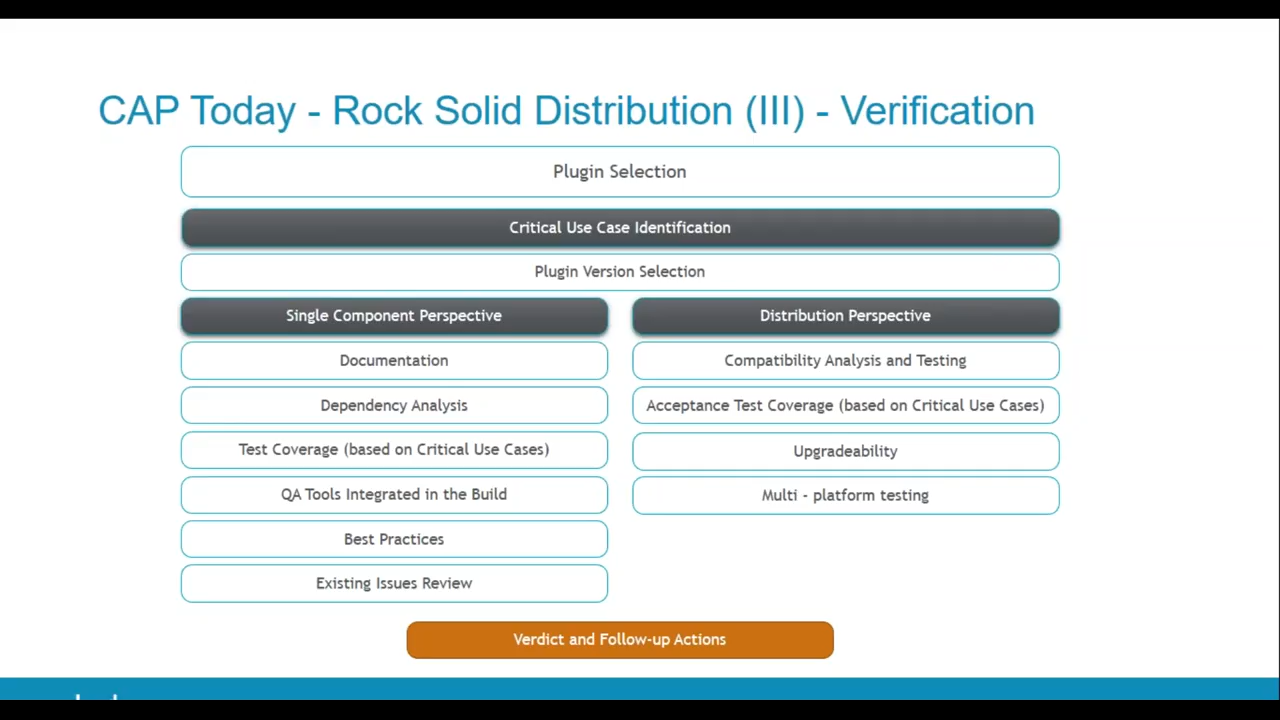 CAP Today - Rock Solid Distribution (III) - Verification
Plugin Selection
Critical Use Case Identification
Plugin Version Selection
Single Component Perspective
Documentation
Dependency Analysis
Test Coverage (based on Critical Use Cases)
QA Tools Integrated in the Build
Best Practices
Existing Issues Review
Distribution Perspective
Compatibility Analysis and Testing
Acceptance Test Coverage (based on Critical Use Cases)
Upgradeability
Multi - platform testing
Verdict and Follow-up Actions